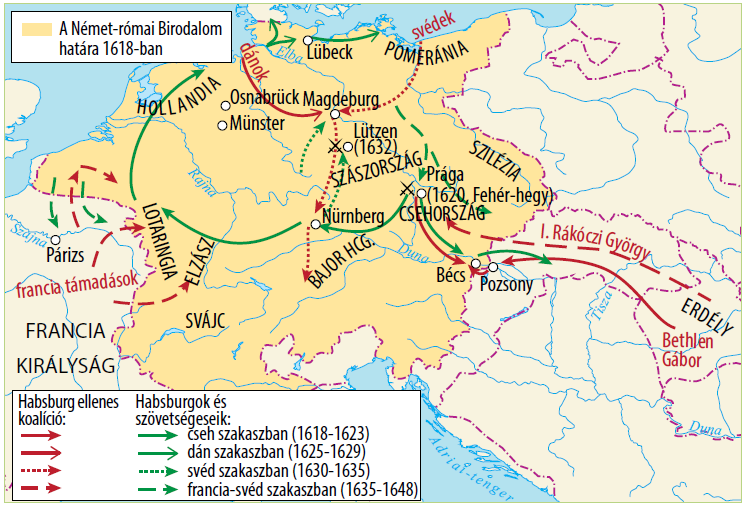 A Német-római Birodalom
határa 1618-ban
dánok
svédek
Lübeck
Elba
POMERÁNIA
HOLLANDIA
Osnabrück
Magdeburg
Münster
Lützen
(1632)
SZÁSZORSZÁG
SZILÉZIA
Rajna
Prága
(1620, Fehér-hegy)
CSEHORSZÁG
LOTARINGIA
Nürnberg
I. Rákóczi György
Szajna
Párizs
ELZÁSZ
BAJOR HCG.
Duna
francia támadások
Bécs
Pozsony
Tisza
ERDÉLY
SVÁJC
Bethlen
Gábor
FRANCIA
KIRÁLYSÁG
Duna
Adriai-tenger
Habsburg ellenes
koalíció:
Habsburgok és
szövetségeseik:
cseh szakaszban (1618-1623)
dán szakaszban (1625-1629)
svéd szakaszban (1630-1635)
francia-svéd szakaszban (1635-1648)